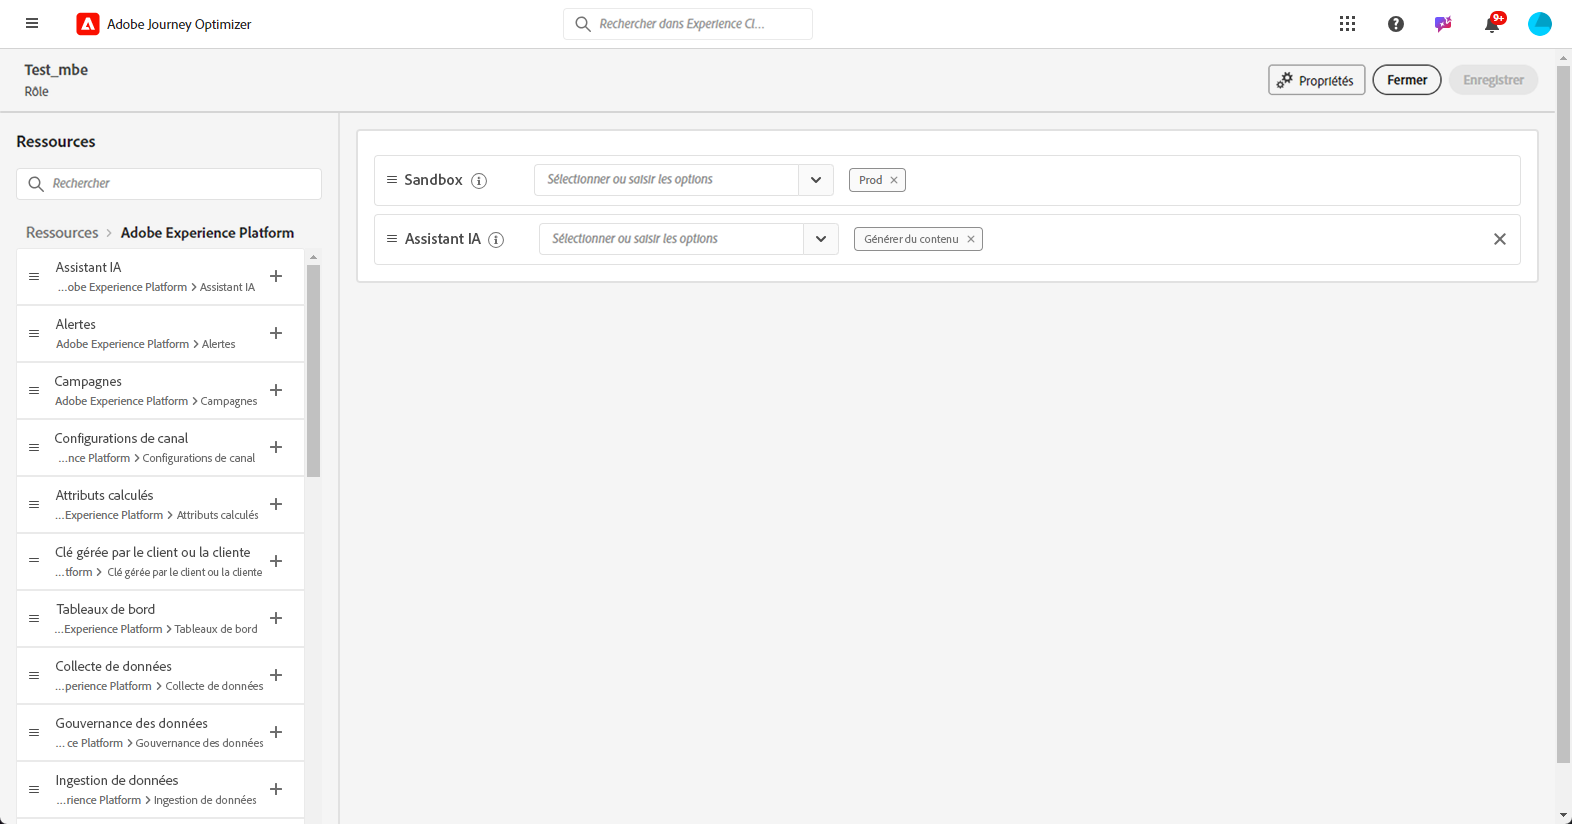 Adobe Journey Optimizer
Rechercher dans Experience Cl...
9+
Test_mbe
Rôle
Propriétés
Fermer
Enregistrer
Ressources
Rechercher
Ressources > Adobe Experience Platform
Assistant IA
...obe Experience Platform > Assistant IA
Alertes
Adobe Experience Platform > Alertes
Campagnes
Adobe Experience Platform > Campagnes
Configurations de canal
...nce Platform > Configurations de canal
Attributs calculés
...Experience Platform > Attributs calculés
Clé gérée par le client ou la cliente
...tform > Clé gérée par le client ou la cliente
Tableaux de bord
...Experience Platform > Tableaux de bord
Collecte de données
...perience Platform > Collecte de données
Gouvernance des données
... ce Platform > Gouvernance des données
Ingestion de données
...rience Platform > Ingestion de données
Sandbox
Sélectionner ou saisir les options
Prod
Assistant IA
Sélectionner ou saisir les options
Générer du contenu